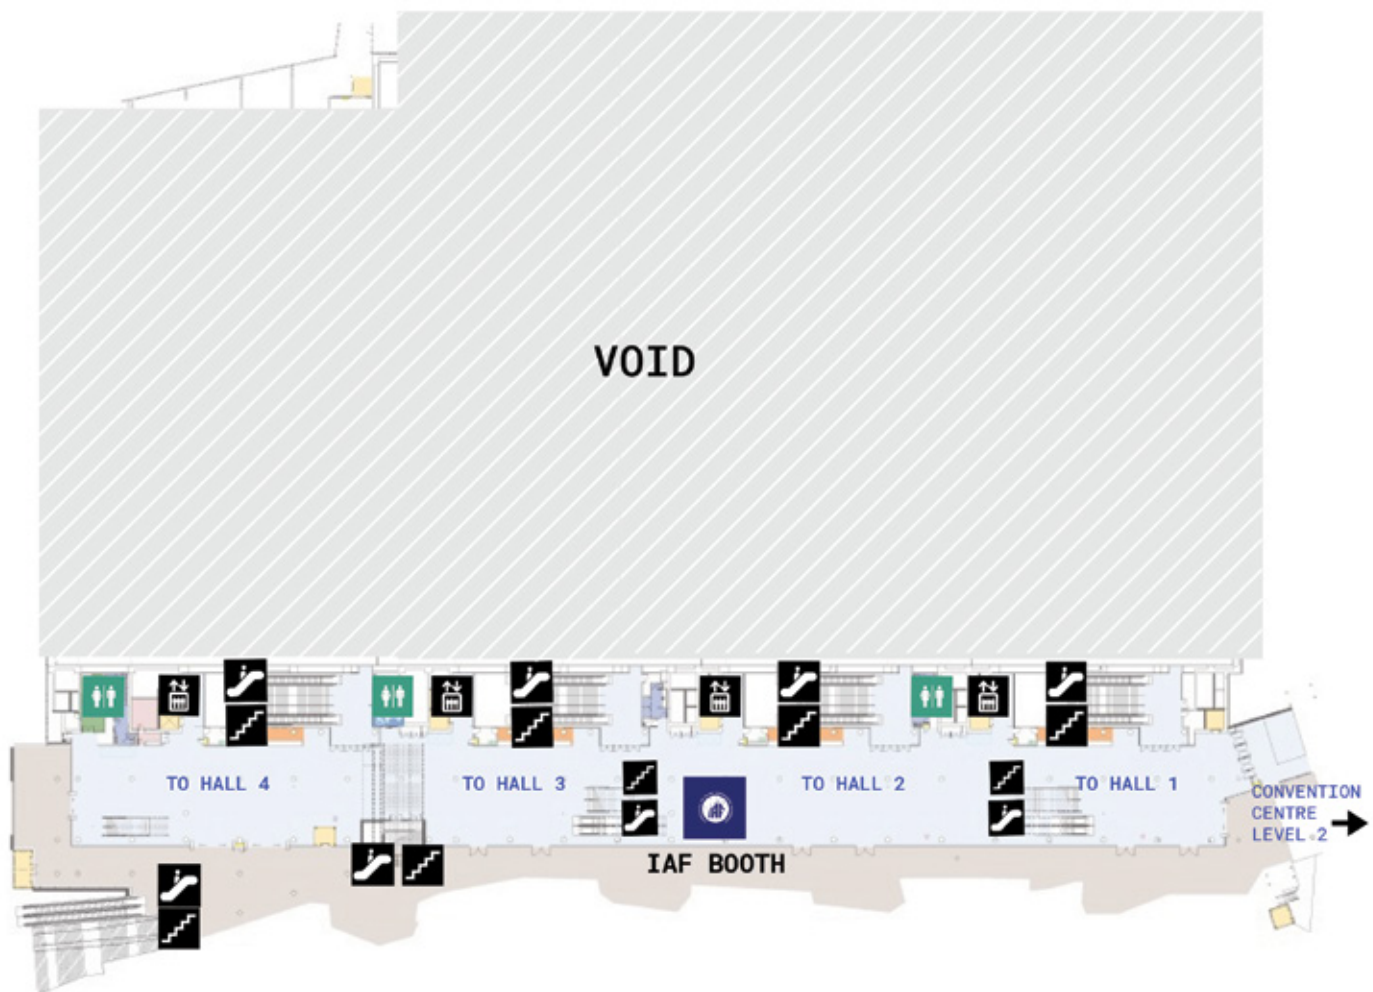 VOID
TO HALL 4
TO HALL 3
TO HALL 2
TO HALL 1
CONVENTION
CENTRE
LEVEL 2
IAF BOOTH